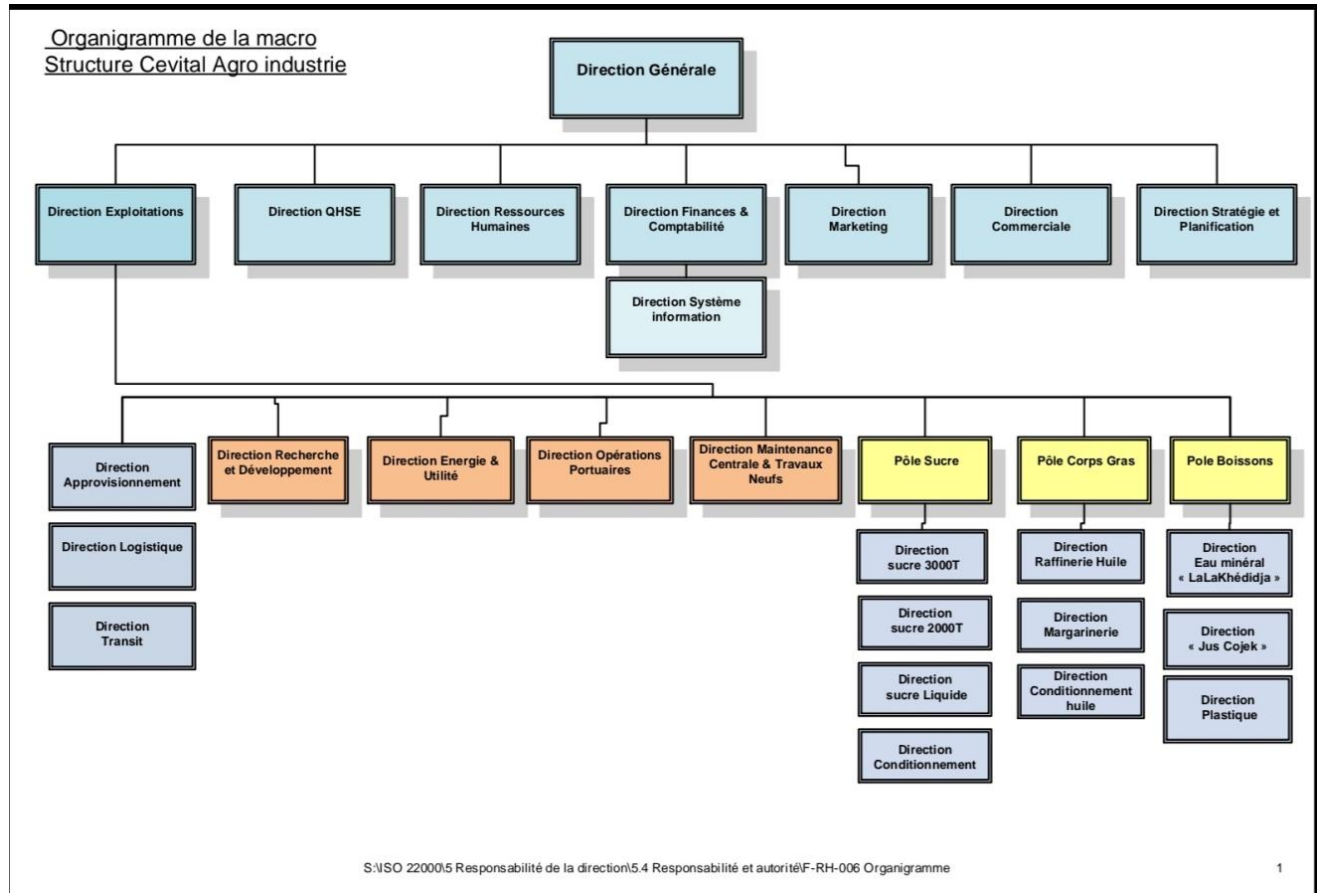 Organigramme de la macro
Structure Cevital Agro industrie
Direction Générale
Direction Exploitations
Direction QHSE
Direction Ressources
Humaines
Direction Finances &
Comptabilité
Direction
Marketing
Direction
Commerciale
Direction Stratégie et
Planification
Direction Système
information
Direction
Approvisionnement
Direction Recherche
et Développement
Direction Energie &
Utilité
Direction Opérations
Portuaires
Direction Maintenance
Centrale & Travaux
Neufs
Pôle Sucre
Pôle Corps Gras
Pole Boissons
Direction Logistique
Direction
Transit
Direction
sucre 3000T
Direction
sucre 2000T
Direction
sucre Liquide
Direction
Conditionnement
Direction
Raffinerie Huile
Direction
Margarinerie
Direction
Conditionnement
huile
Direction
Eau minéral
« LaLaKhédidja »
Direction
« Jus Cojek »
Direction
Plastique
S:\ISO 22000\5 Responsabilité de la direction\5.4 Responsabilité et autorité\F-RH-006 Organigramme
1